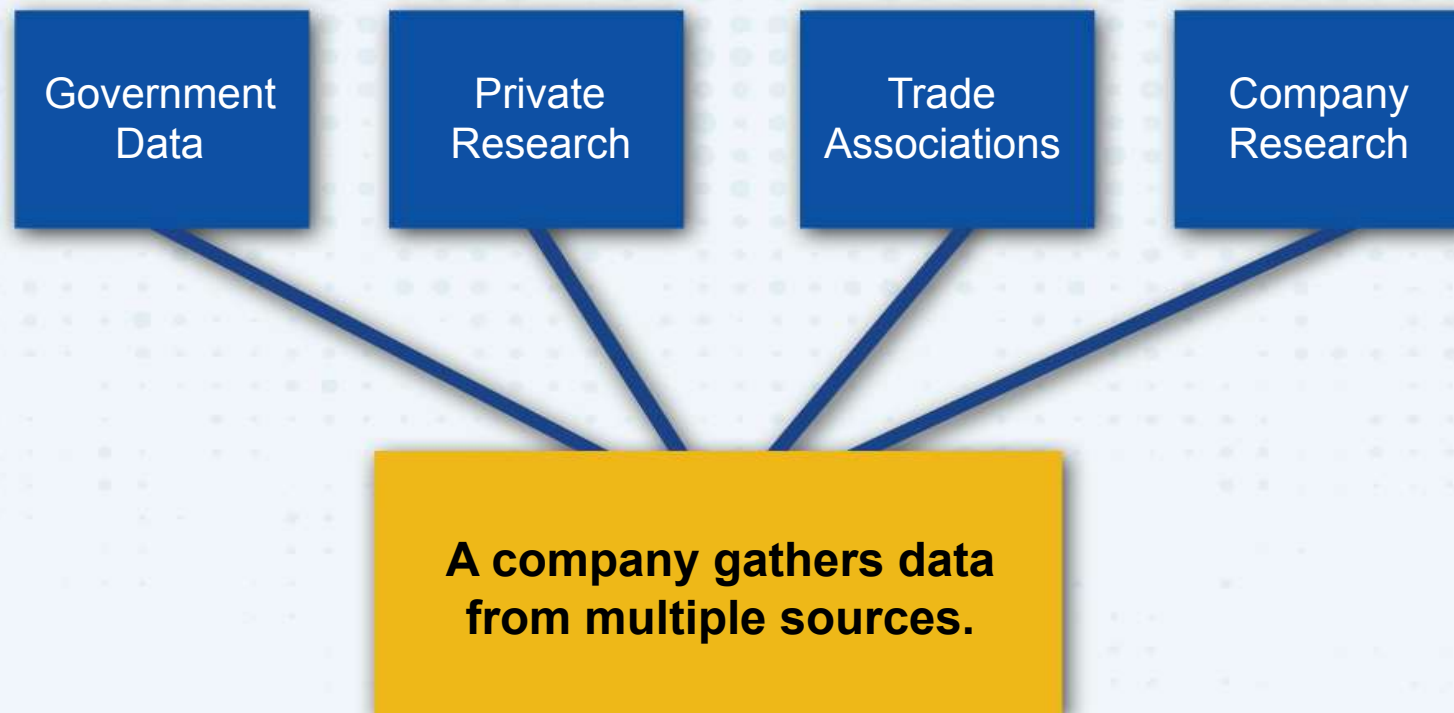 Government
Data
Private
Research
Trade
Associations
Company
Research
A company gathers data
from multiple sources.